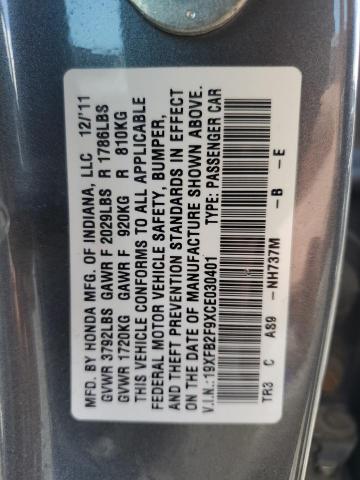 MFD. BY HONDA MFG. OF INDIANA, LLC 12/'11
GVWR 3792LBS GAWR F 2029LBS R 1786LBS
GVWR 1720KG GAWR F 920KG R 810KG
THIS VEHICLE CONFORMS TO ALL APPLICABLE
FEDERAL MOTOR VEHICLE SAFETY, BUMPER,
AND THEFT PREVENTION STANDARDS IN EFFECT
ON THE DATE OF MANUFACTURE SHOWN ABOVE.
V.I.N.:19XFB2F9XCE030401 TYPE: PASSENGER CAR
TR3 C A89 -NH737M -B -E